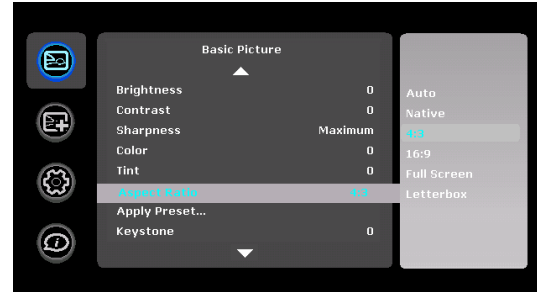 Basic Picture
Brightness 0
Contrast 0
Sharpness Maximum
Color 0
Tint 0
Aspect Ratio 4:3
Apply Preset...
Keystone 0
Auto
Native
4:3
16:9
Full Screen
Letterbox